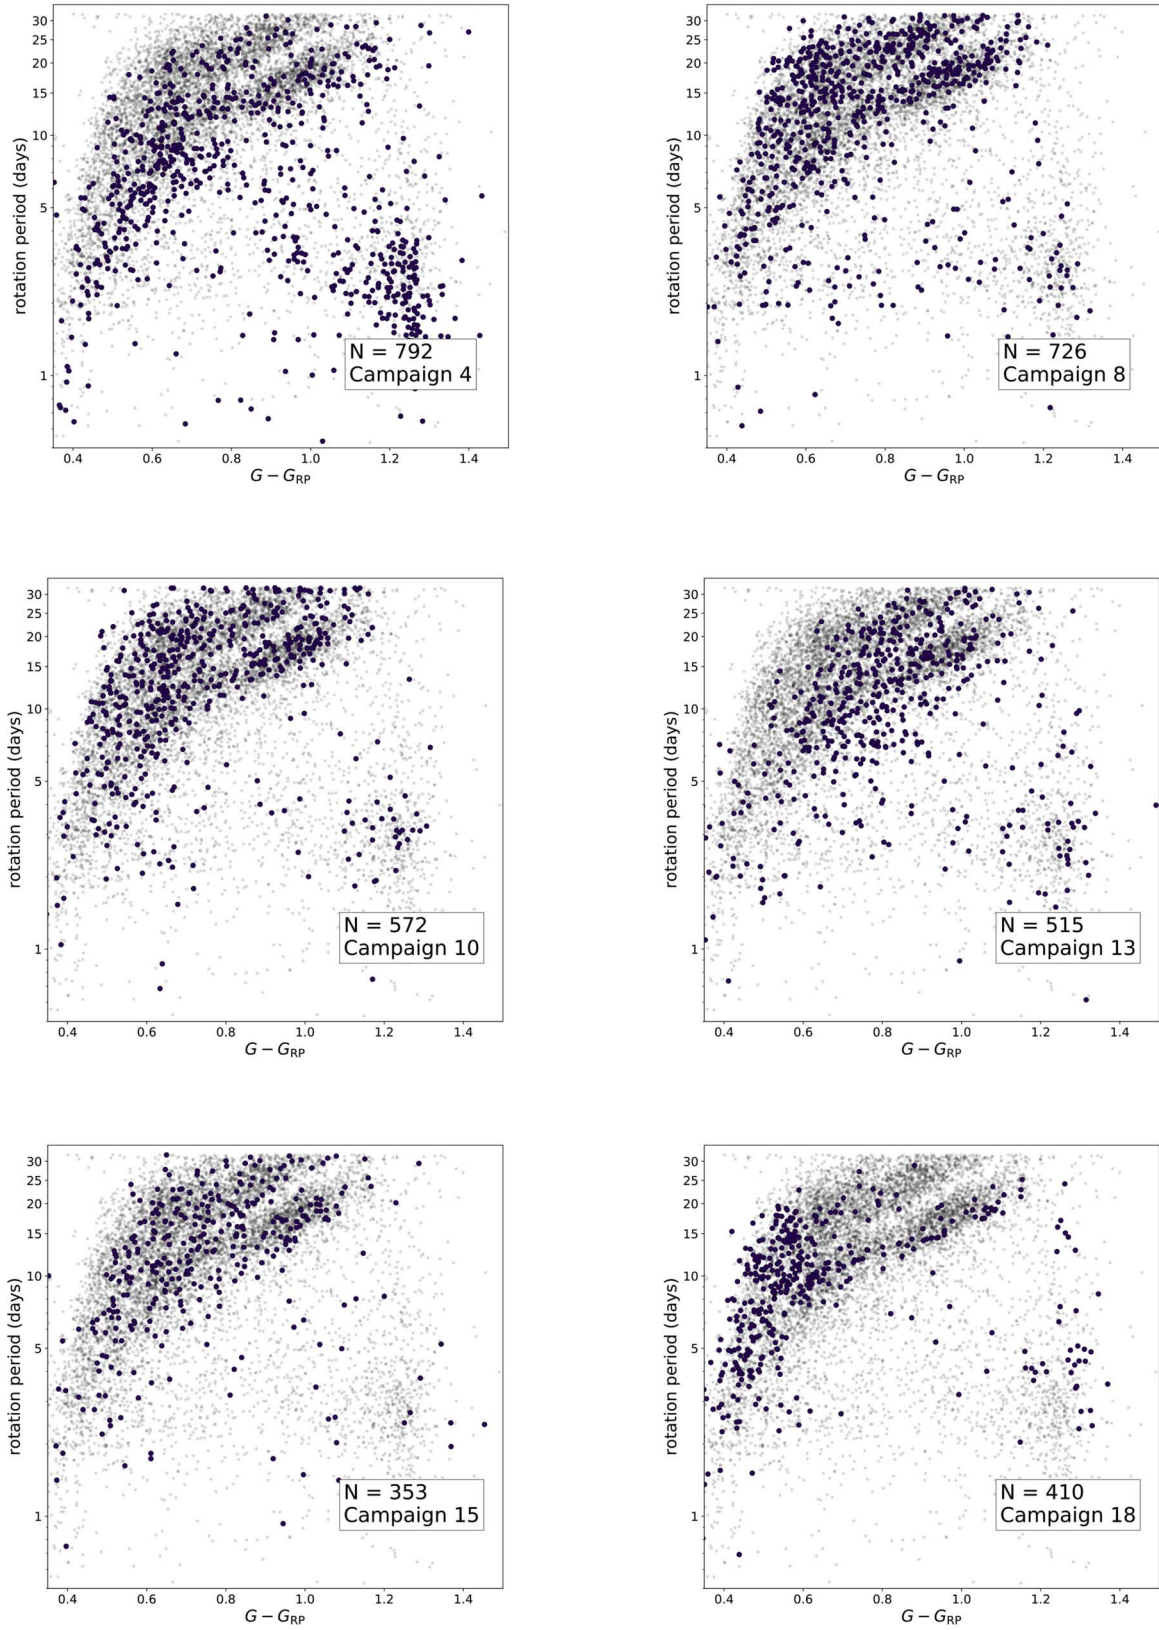 30
25
20
15
10
5
1
rotation period (days)
N = 792
Campaign 4
0.4 0.6 0.8 1.0 1.2 1.4
G − G_RP
30
25
20
15
10
5
1
rotation period (days)
N = 726
Campaign 8
0.4 0.6 0.8 1.0 1.2 1.4
G − G_RP
30
25
20
15
10
5
1
rotation period (days)
N = 572
Campaign 10
0.4 0.6 0.8 1.0 1.2 1.4
G − G_RP
30
25
20
15
10
5
1
rotation period (days)
N = 515
Campaign 13
0.4 0.6 0.8 1.0 1.2 1.4
G − G_RP
30
25
20
15
10
5
1
rotation period (days)
N = 353
Campaign 15
0.4 0.6 0.8 1.0 1.2 1.4
G − G_RP
30
25
20
15
10
5
1
rotation period (days)
N = 410
Campaign 18
0.4 0.6 0.8 1.0 1.2 1.4
G − G_RP